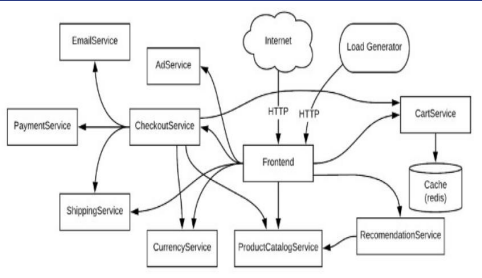 EmailService
Internet
Load Generator
AdService
HTTP
HTTP
CartService
PaymentService
CheckoutService
Frontend
Cache
(redis)
ShippingService
CurrencyService
ProductCatalogService
RecomendationService